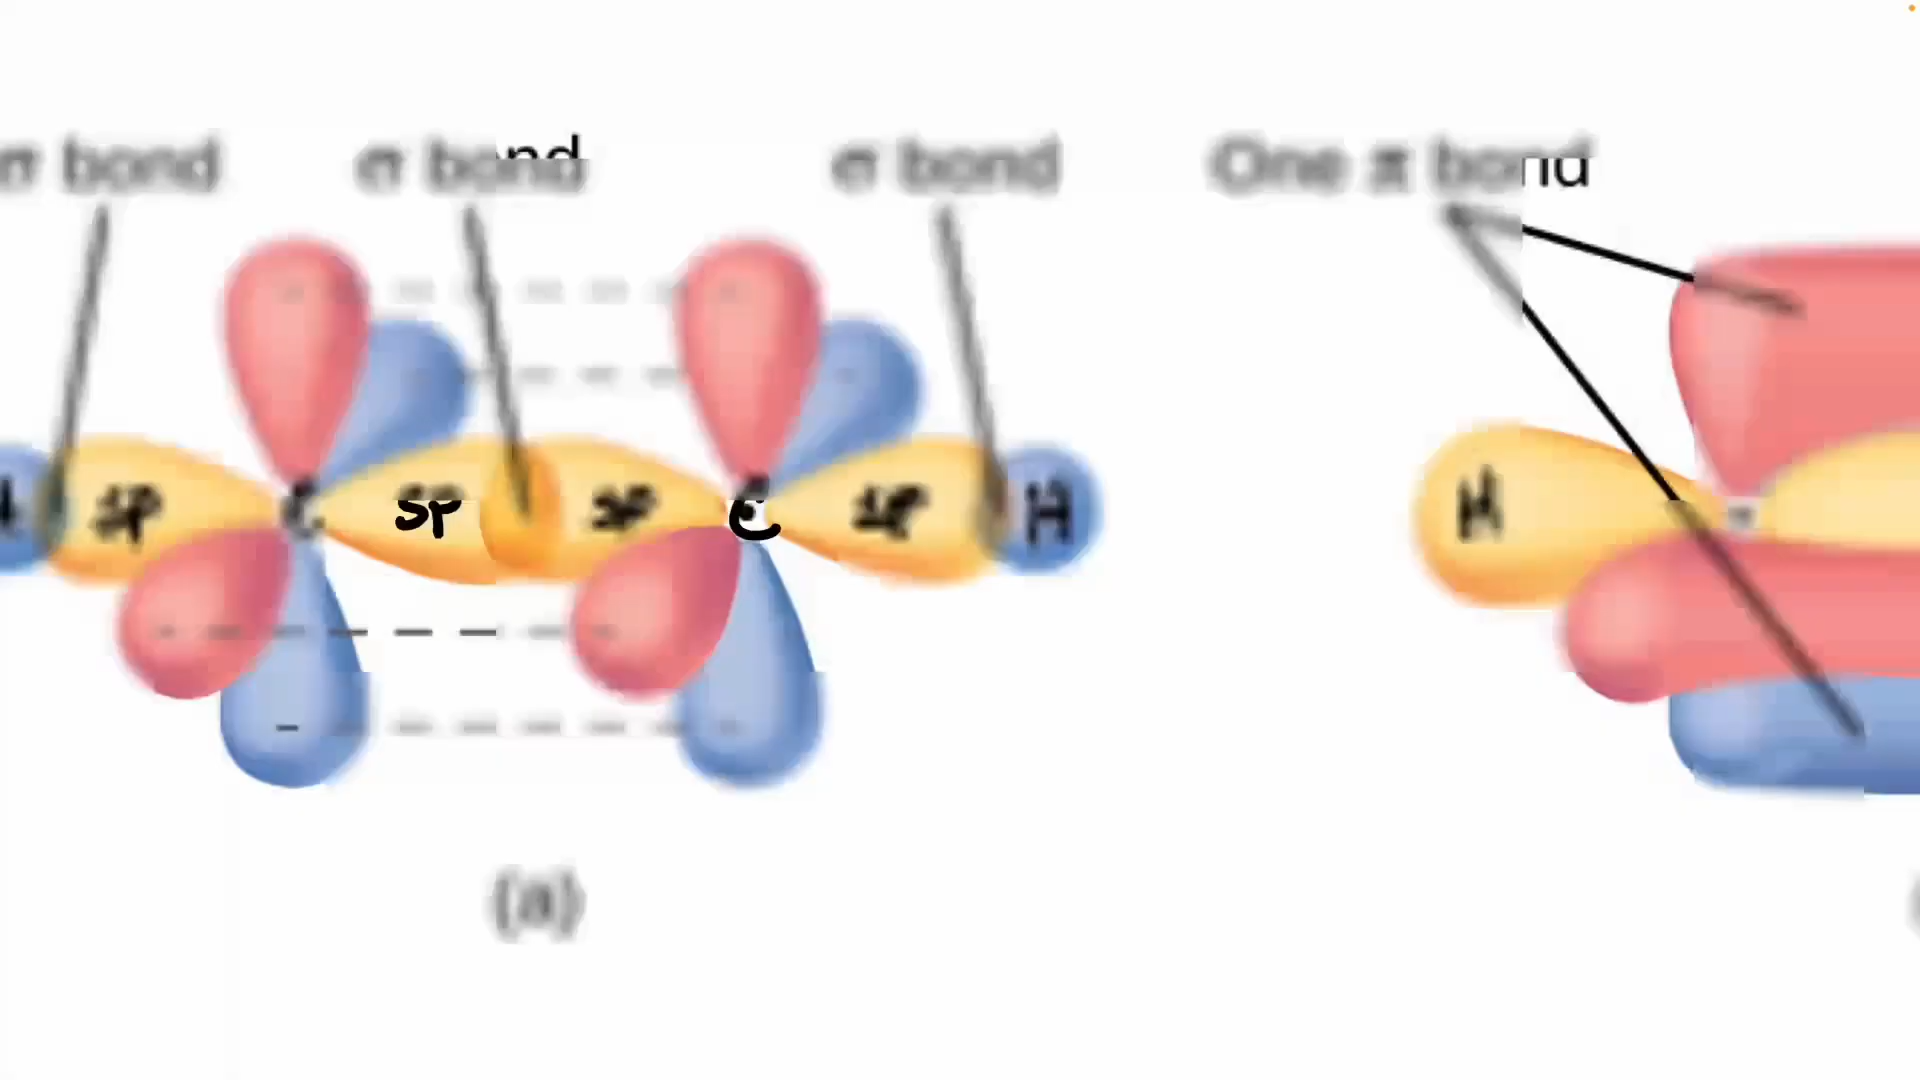 σ bond σ bond σ bond One π bond
SP C SP SP C SP H H
(a)